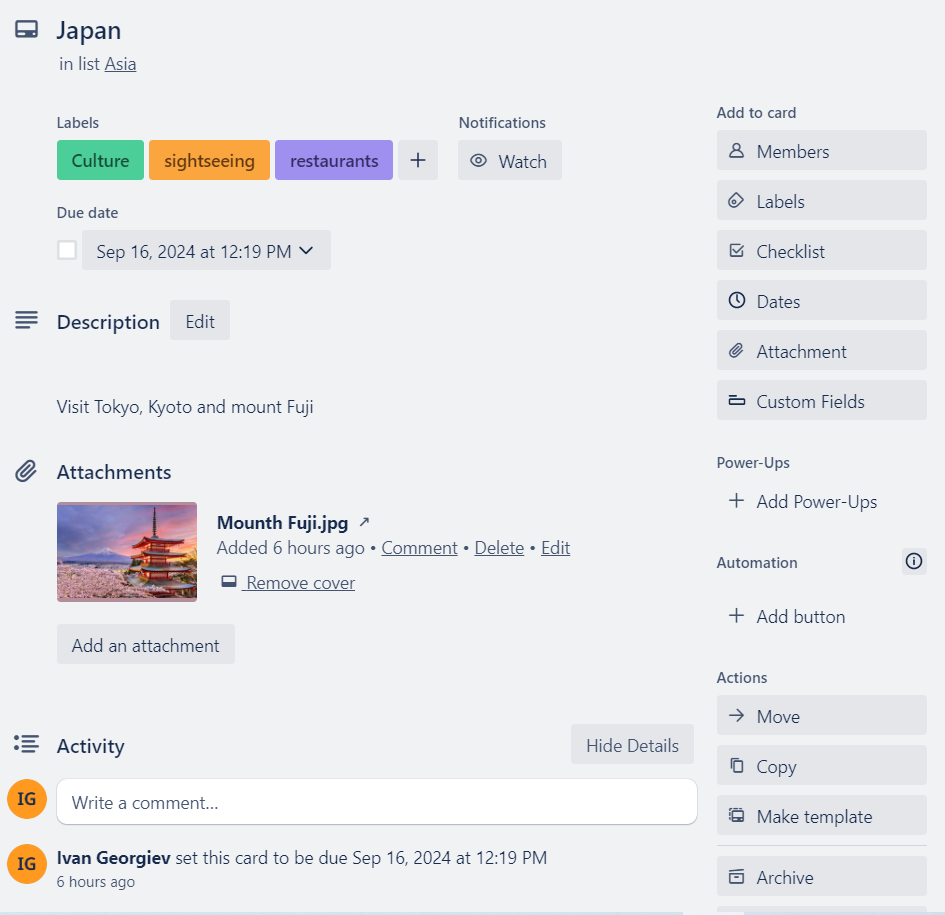 Japan
in list Asia
Labels
Culture
sightseeing
restaurants
Notifications
Watch
Due date
Sep 16, 2024 at 12:19 PM
Description
Edit
Visit Tokyo, Kyoto and mount Fuji
Attachments
Mounth Fuji.jpg
Added 6 hours ago • Comment • Delete • Edit
Remove cover
Add an attachment
Activity
Hide Details
IG
Write a comment...
IG
Ivan Georgiev set this card to be due Sep 16, 2024 at 12:19 PM
6 hours ago
Add to card
Members
Labels
Checklist
Dates
Attachment
Custom Fields
Power-Ups
Add Power-Ups
Automation
Add button
Actions
Move
Copy
Make template
Archive